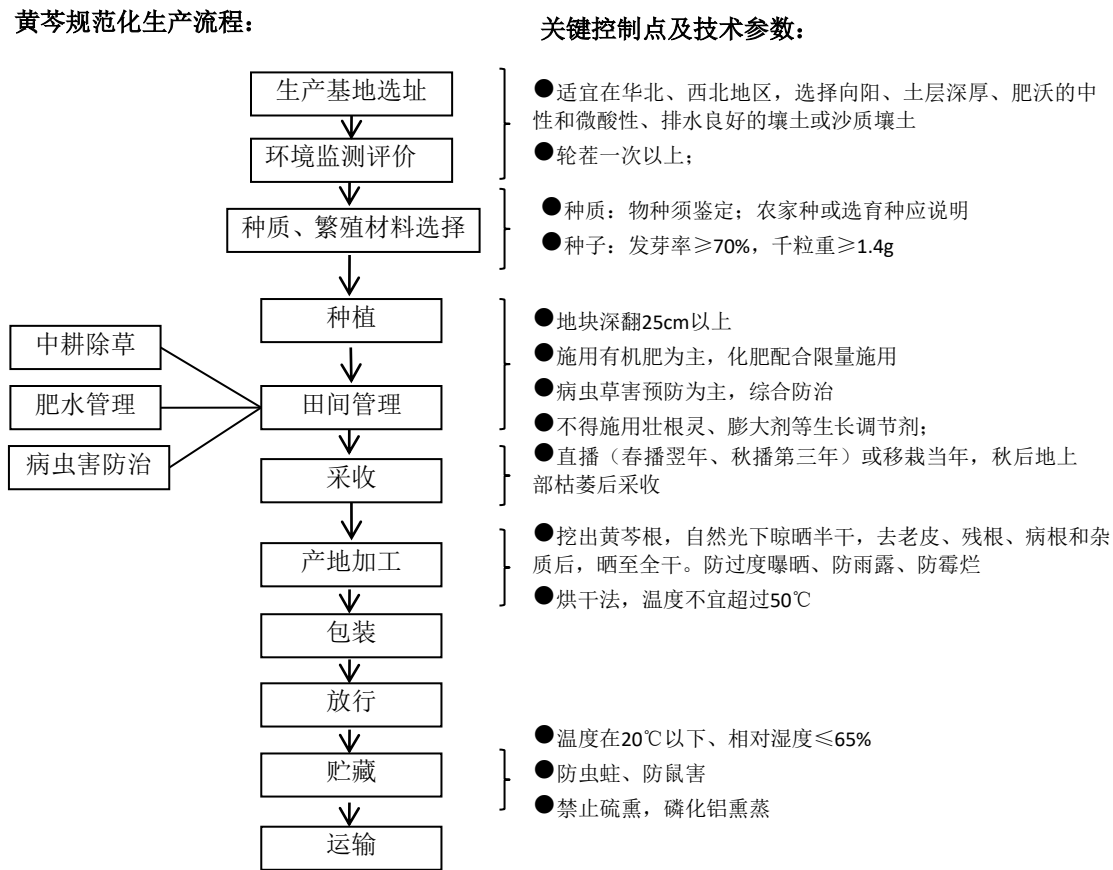 黄芩规范化生产流程：
关键控制点及技术参数：
生产基地选址
环境监测评价
●适宜在华北、西北地区，选择向阳、土层深厚、肥沃的中
性和微酸性、排水良好的壤土或沙质壤土
●轮茬一次以上；
种质、繁殖材料选择
●种质：物种须鉴定；农家种或选育种应说明
●种子：发芽率≥70%，千粒重≥1.4g
种植
中耕除草
肥水管理
病虫害防治
田间管理
采收
●地块深翻25cm以上
●施用有机肥为主，化肥配合限量施用
●病虫草害预防为主，综合防治
●不得施用壮根灵、膨大剂等生长调节剂；
●直播（春播翌年、秋播第三年）或移栽当年，秋后地上
部枯萎后采收
产地加工
●挖出黄芩根，自然光下晾晒半干，去老皮、残根、病根和杂
质后，晒至全干。防过度曝晒、防雨露、防霉烂
●烘干法，温度不宜超过50℃
包装
放行
贮藏
●温度在20℃以下、相对湿度≤65%
●防虫蛀、防鼠害
●禁止硫熏，磷化铝熏蒸
运输